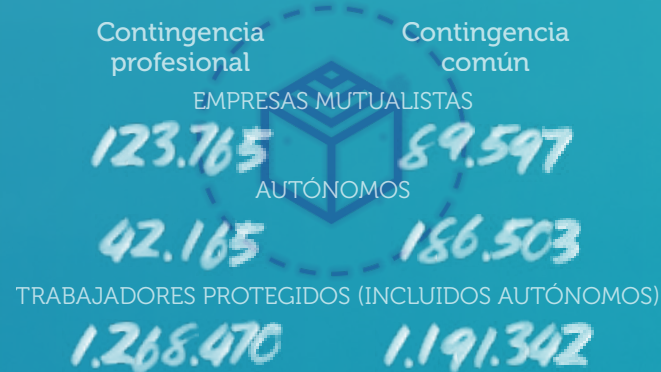 Contingencia Contingencia
profesional común
EMPRESAS MUTUALISTAS
123.765 89.597
AUTÓNOMOS
42.165 186.503
TRABAJADORES PROTEGIDOS (INCLUIDOS AUTÓNOMOS)
1.268.470 1.191.342